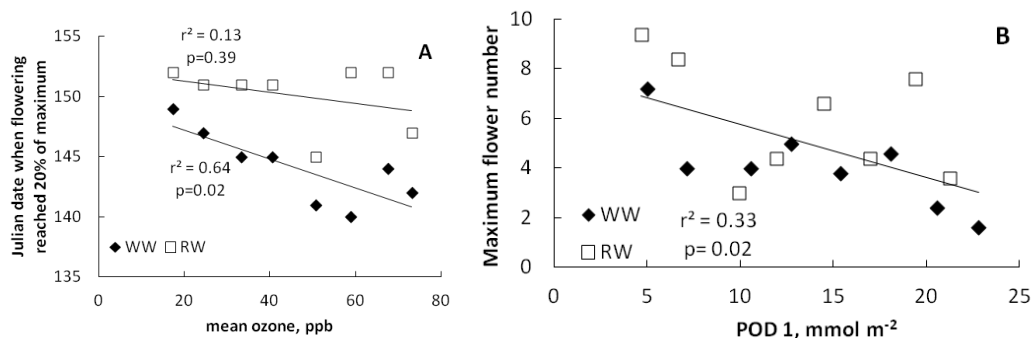 Julian date when flowering
reached 20% of maximum
155
150
145
140
135
r² = 0.13
p=0.39
A
r² = 0.64
p=0.02
WW RW
0 20 40 60 80
mean ozone, ppb
Maximum flower number
10
8
6
4
2
0
B
WW
RW
r² = 0.33
p= 0.02
0 5 10 15 20 25
POD 1, mmol m⁻²